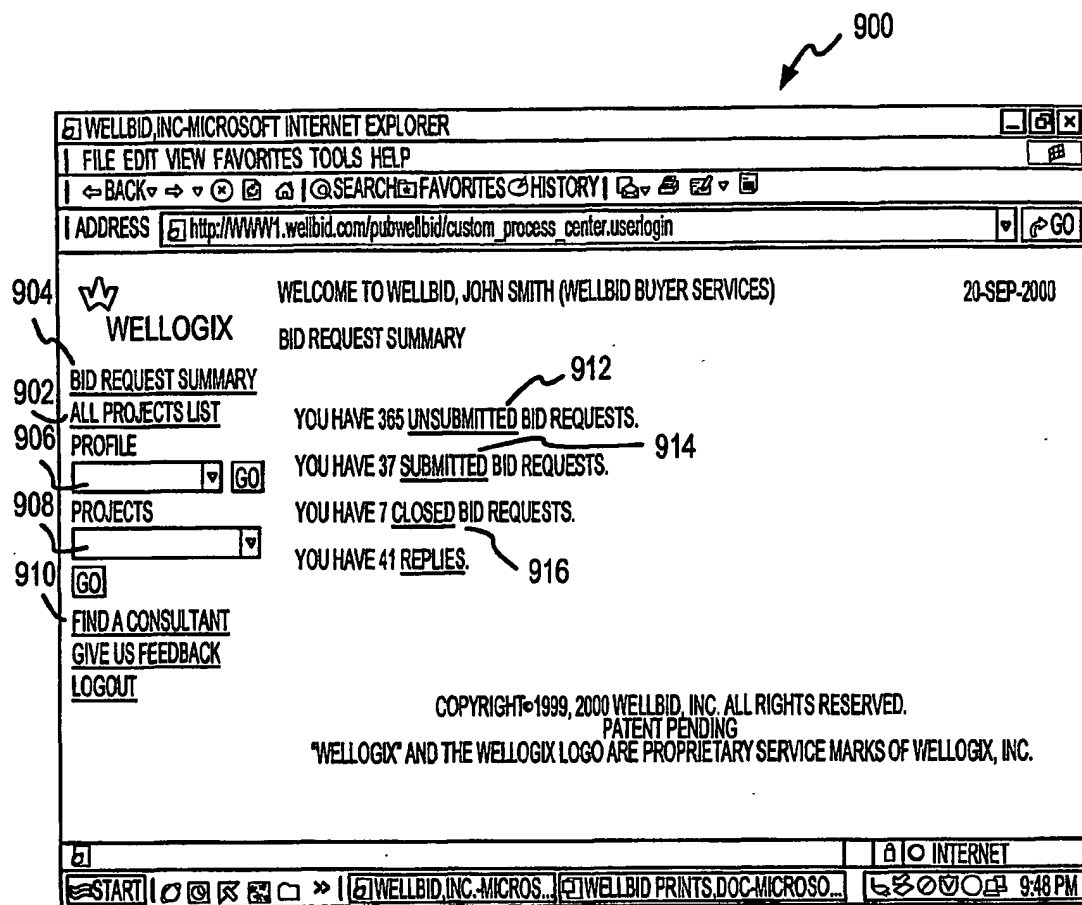 900
WELLBID,INC-MICROSOFT INTERNET EXPLORER
FILE EDIT VIEW FAVORITES TOOLS HELP
BACK SEARCH FAVORITES HISTORY
ADDRESS http://WWW1.wellbid.com/pubwellbid/custom_process_center.userlogin GO
904 WELLOGIX
WELCOME TO WELLBID, JOHN SMITH (WELLBID BUYER SERVICES) 20-SEP-2000
BID REQUEST SUMMARY
BID REQUEST SUMMARY
902 ALL PROJECTS LIST
906 PROFILE
GO
908 PROJECTS
910 GO
FIND A CONSULTANT
GIVE US FEEDBACK
LOGOUT
912
YOU HAVE 365 UNSUBMITTED BID REQUESTS.
914
YOU HAVE 37 SUBMITTED BID REQUESTS.
YOU HAVE 7 CLOSED BID REQUESTS.
916
YOU HAVE 41 REPLIES.
COPYRIGHT©1999, 2000 WELLBID, INC. ALL RIGHTS RESERVED.
PATENT PENDING
"WELLOGIX" AND THE WELLOGIX LOGO ARE PROPRIETARY SERVICE MARKS OF WELLOGIX, INC.
INTERNET
START WELLBID,INC.-MICROS... WELLBID PRINTS,DOC-MICROSO... 9:48 PM